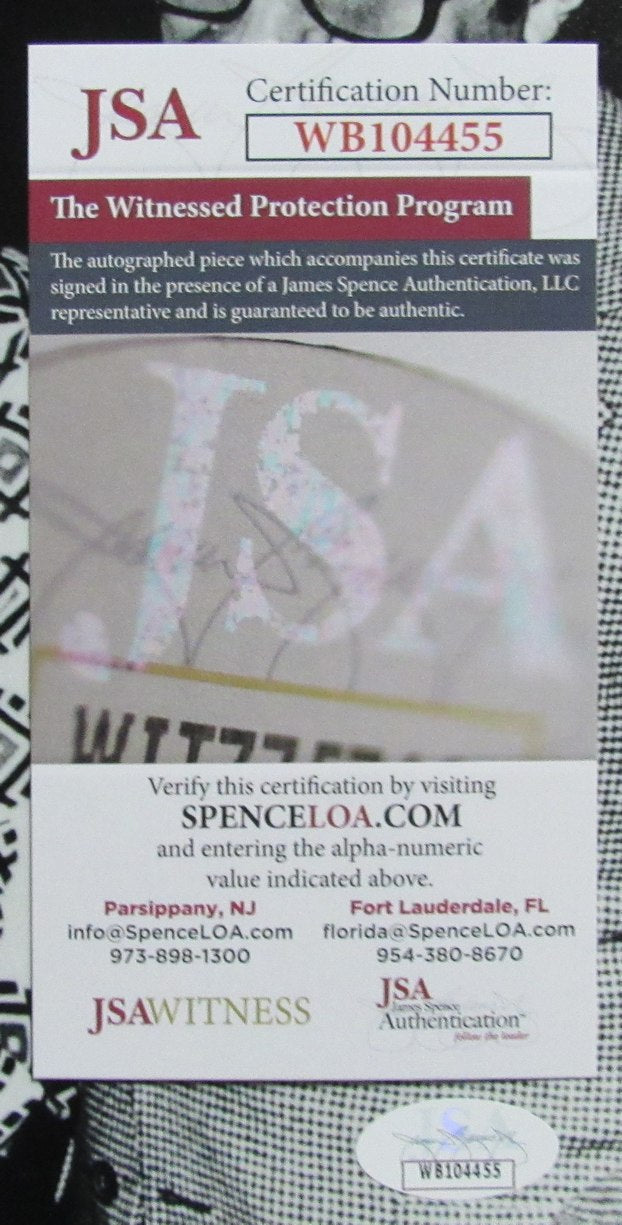 JSA
Certification Number:
WB104455
The Witnessed Protection Program
The autographed piece which accompanies this certificate was
signed in the presence of a James Spence Authentication, LLC
representative and is guaranteed to be authentic.
JSA
Verify this certification by visiting
SPENCELOA.COM
and entering the alpha-numeric
value indicated above.
Parsippany, NJ
info@SpenceLOA.com
973-898-1300
Fort Lauderdale, FL
florida@SpenceLOA.com
954-380-8670
JSAWITNESS
JSA
James Spence
Authentication
follow the leader
JSA
WB104455